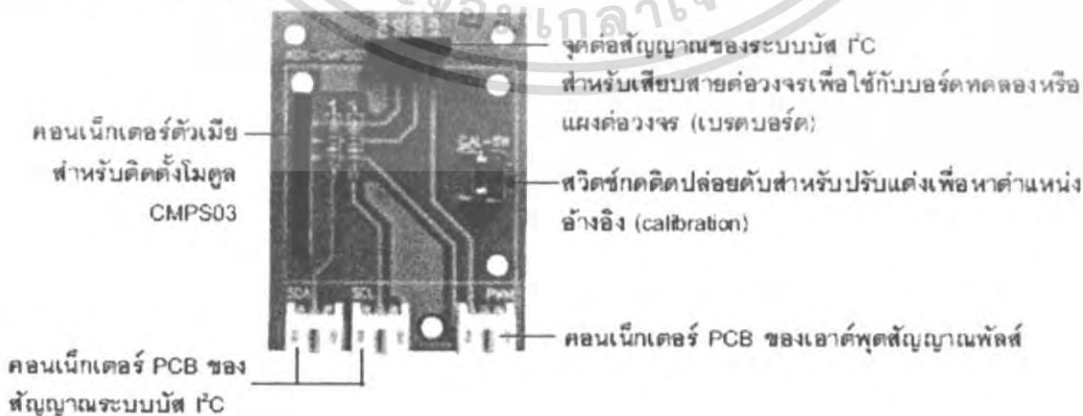 จุดต่อสัญญาณของระบบบัส I²C
สำหรับเสียบสายต่อวงจรเพื่อใช้กับบอร์ดทดลองหรือ
แผงต่อวงจร (เบรดบอร์ด)
คอนเน็กเตอร์ตัวเมีย
สำหรับติดตั้งโมดูล
CMPS03
สวิตช์กดติดปล่อยดับสำหรับปรับแต่งเพื่อหาตำแหน่ง
อ้างอิง (calibration)
SDA SCL PWM
คอนเน็กเตอร์ PCB ของเอาต์พุตสัญญาณพัลส์
คอนเน็กเตอร์ PCB ของ
สัญญาณระบบบัส I²C